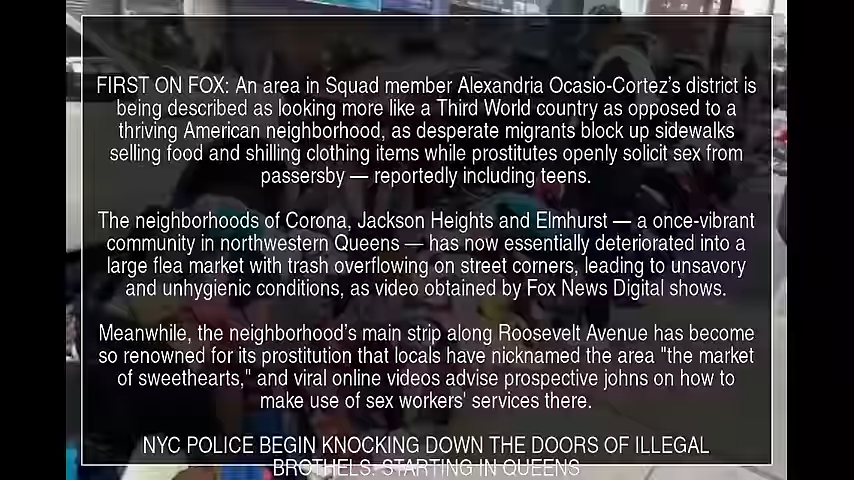 FIRST ON FOX: An area in Squad member Alexandria Ocasio-Cortez's district is
being described as looking more like a Third World country as opposed to a
thriving American neighborhood, as desperate migrants block up sidewalks
selling food and shilling clothing items while prostitutes openly solicit sex from
passersby — reportedly including teens.
The neighborhoods of Corona, Jackson Heights and Elmhurst — a once-vibrant
community in northwestern Queens — has now essentially deteriorated into a
large flea market with trash overflowing on street corners, leading to unsavory
and unhygienic conditions, as video obtained by Fox News Digital shows.
Meanwhile, the neighborhood's main strip along Roosevelt Avenue has become
so renowned for its prostitution that locals have nicknamed the area "the market
of sweethearts," and viral online videos advise prospective johns on how to
make use of sex workers' services there.
NYC POLICE BEGIN KNOCKING DOWN THE DOORS OF ILLEGAL
BROTHELS. STARTING IN QUEENS